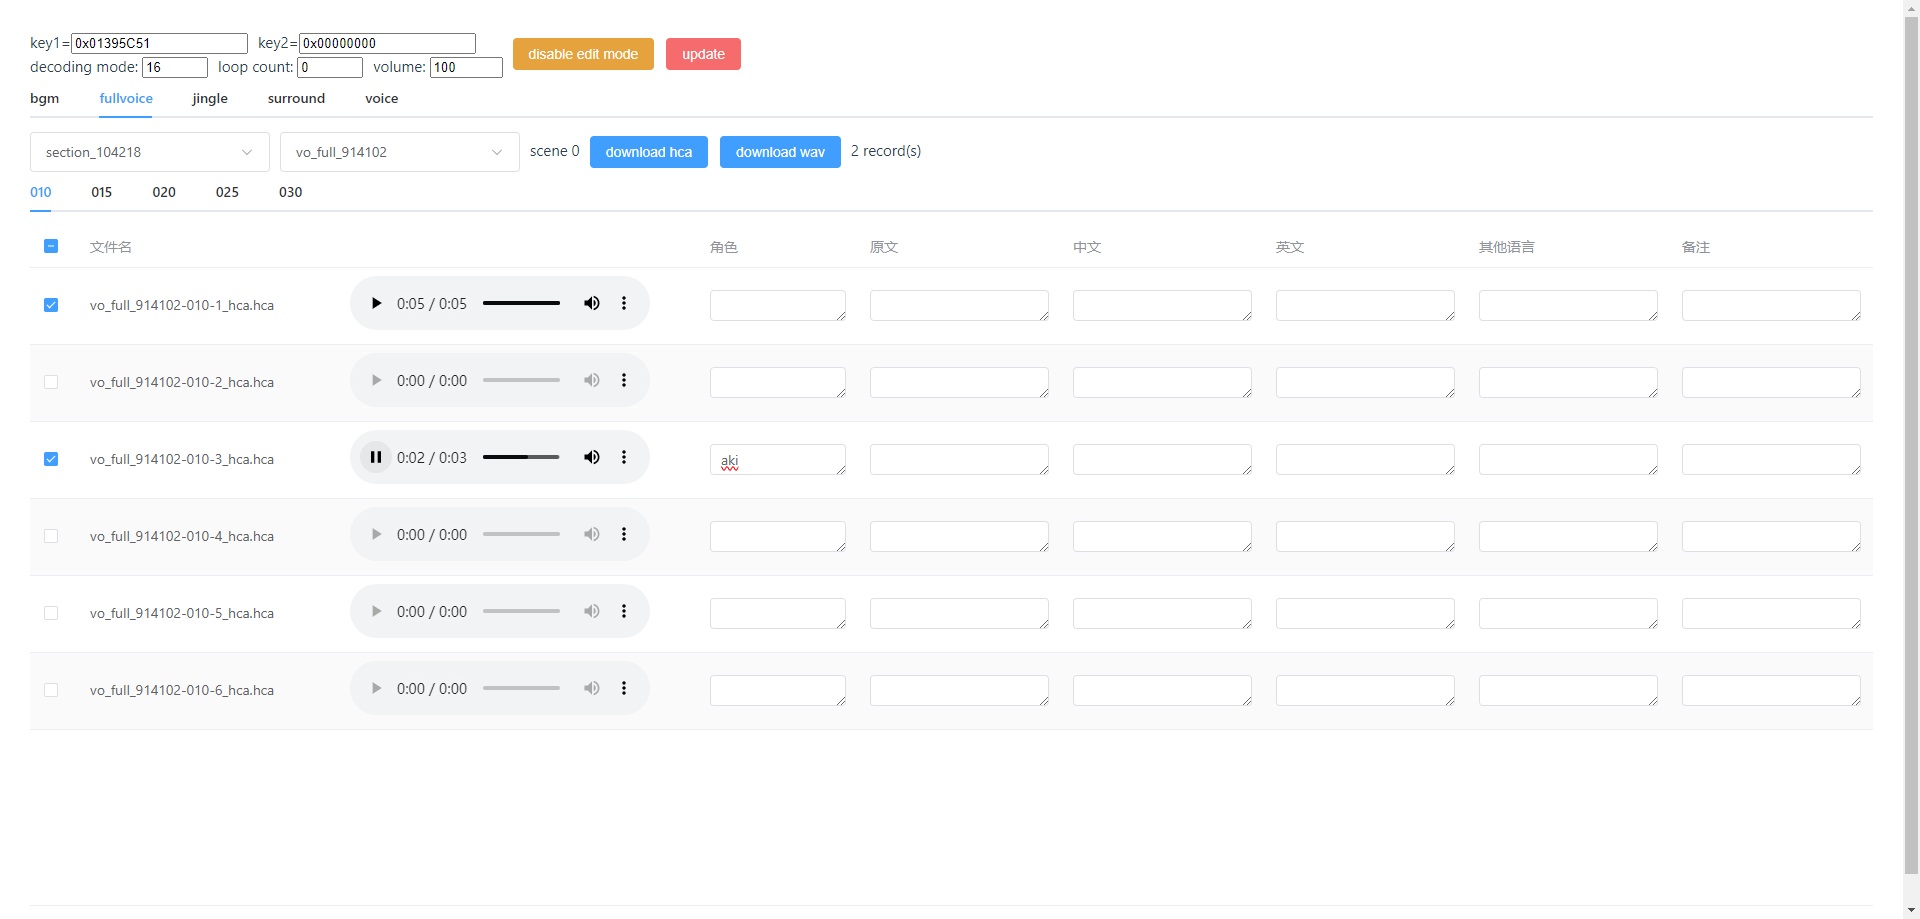 key1= 0x01395C51 key2= 0x00000000 disable edit mode update
decoding mode: 16 loop count: 0 volume: 100
bgm fullvoice jingle surround voice
section_104218 vo_full_914102 scene 0 download hca download wav 2 record(s)
010 015 020 025 030
文件名 角色 原文 中文 英文 其他语言 备注
vo_full_914102-010-1_hca.hca 0:05 / 0:05
vo_full_914102-010-2_hca.hca 0:00 / 0:00
vo_full_914102-010-3_hca.hca 0:02 / 0:03 aki
vo_full_914102-010-4_hca.hca 0:00 / 0:00
vo_full_914102-010-5_hca.hca 0:00 / 0:00
vo_full_914102-010-6_hca.hca 0:00 / 0:00